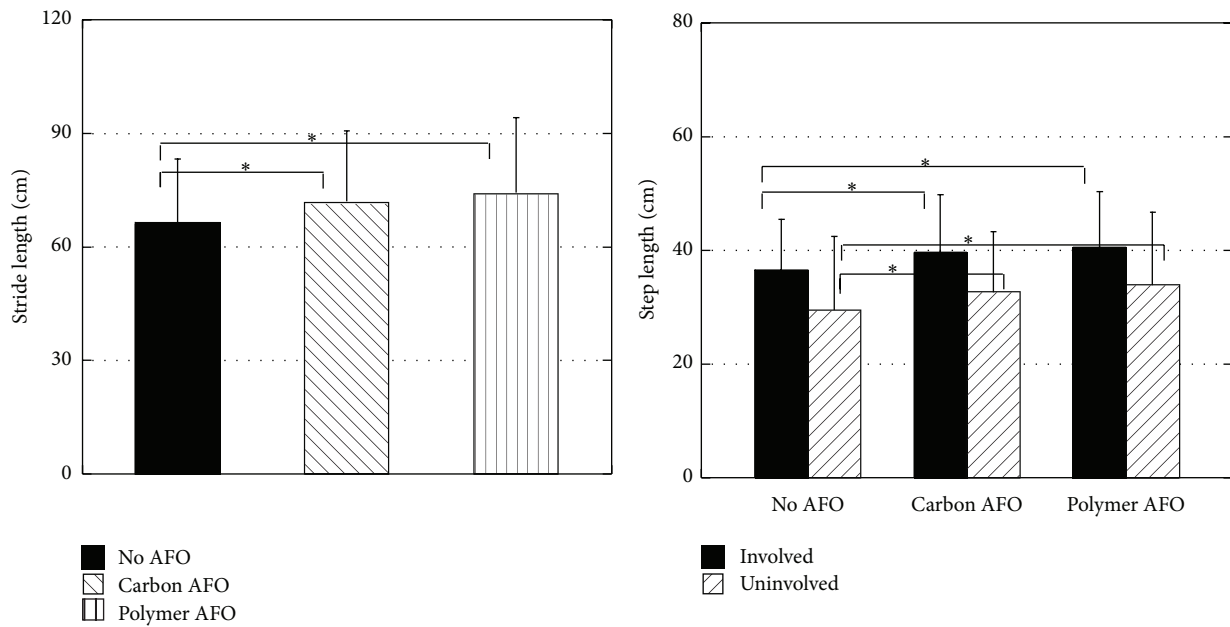 120
90
60
30
0
Stride length (cm)
*
*
No AFO
Carbon AFO
Polymer AFO
80
60
40
20
0
Step length (cm)
*
*
*
*
No AFO Carbon AFO Polymer AFO
Involved
Uninvolved